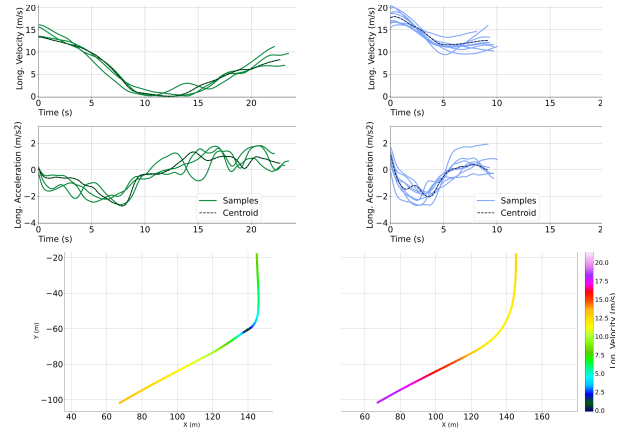 20
15
10
5
0
Long. Velocity (m/s)
0 5 10 15 20
Time (s)
20
15
10
5
0
Long. Velocity (m/s)
0 5 10 15 2
Time (s)
2
0
−2
−4
Long. Acceleration (m/s2)
Samples
Centroid
0 5 10 15 20
Time (s)
2
0
−2
−4
Long. Acceleration (m/s2)
Samples
Centroid
0 5 10 15 2
Time (s)
−20
−40
−60
−80
−100
Y (m)
40 60 80 100 120 140
X (m)
60 80 100 120 140 160
X (m)
20.0
17.5
15.0
12.5
10.0
7.5
5.0
2.5
0.0
Long. Velocity (m/s)